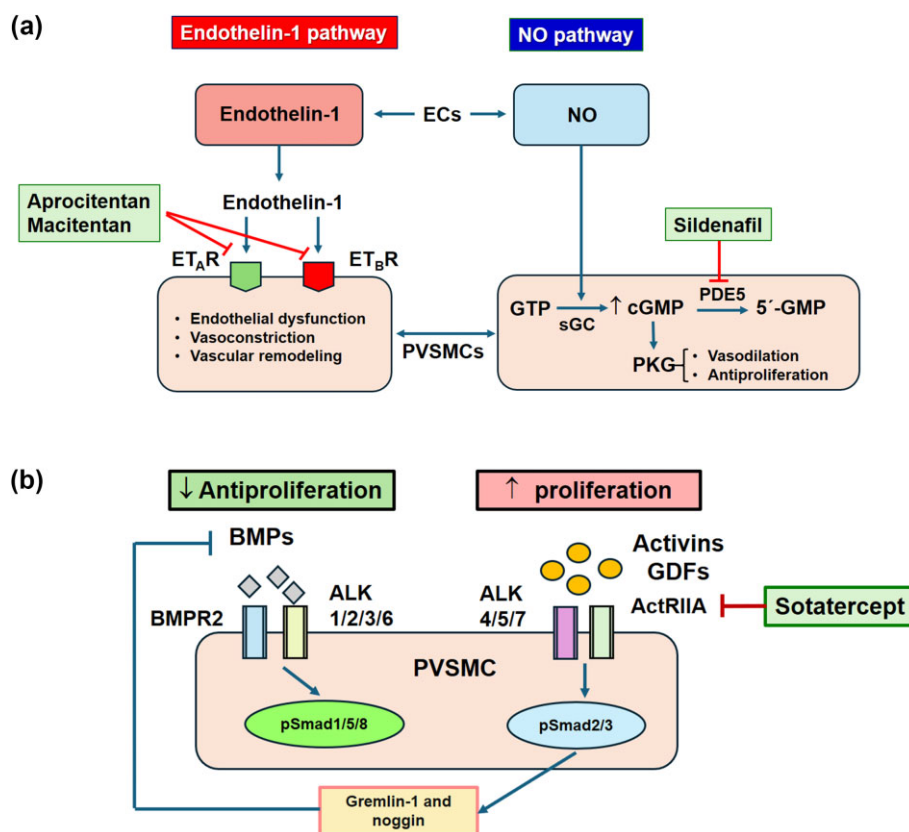 (a)
Endothelin-1 pathway
NO pathway
Endothelin-1
ECs
NO
Endothelin-1
Aprocitentan
Macitentan
Sildenafil
ET_AR
ET_BR
• Endothelial dysfunction
• Vasoconstriction
• Vascular remodeling
PVSMCs
GTP
sGC
↑ cGMP
PDE5
5´-GMP
PKG
• Vasodilation
• Antiproliferation
(b)
↓ Antiproliferation
↑ proliferation
BMPs
Activins
GDFs
BMPR2
ALK
1/2/3/6
ALK
4/5/7
ActRIIA
Sotatercept
PVSMC
pSmad1/5/8
pSmad2/3
Gremlin-1 and
noggin